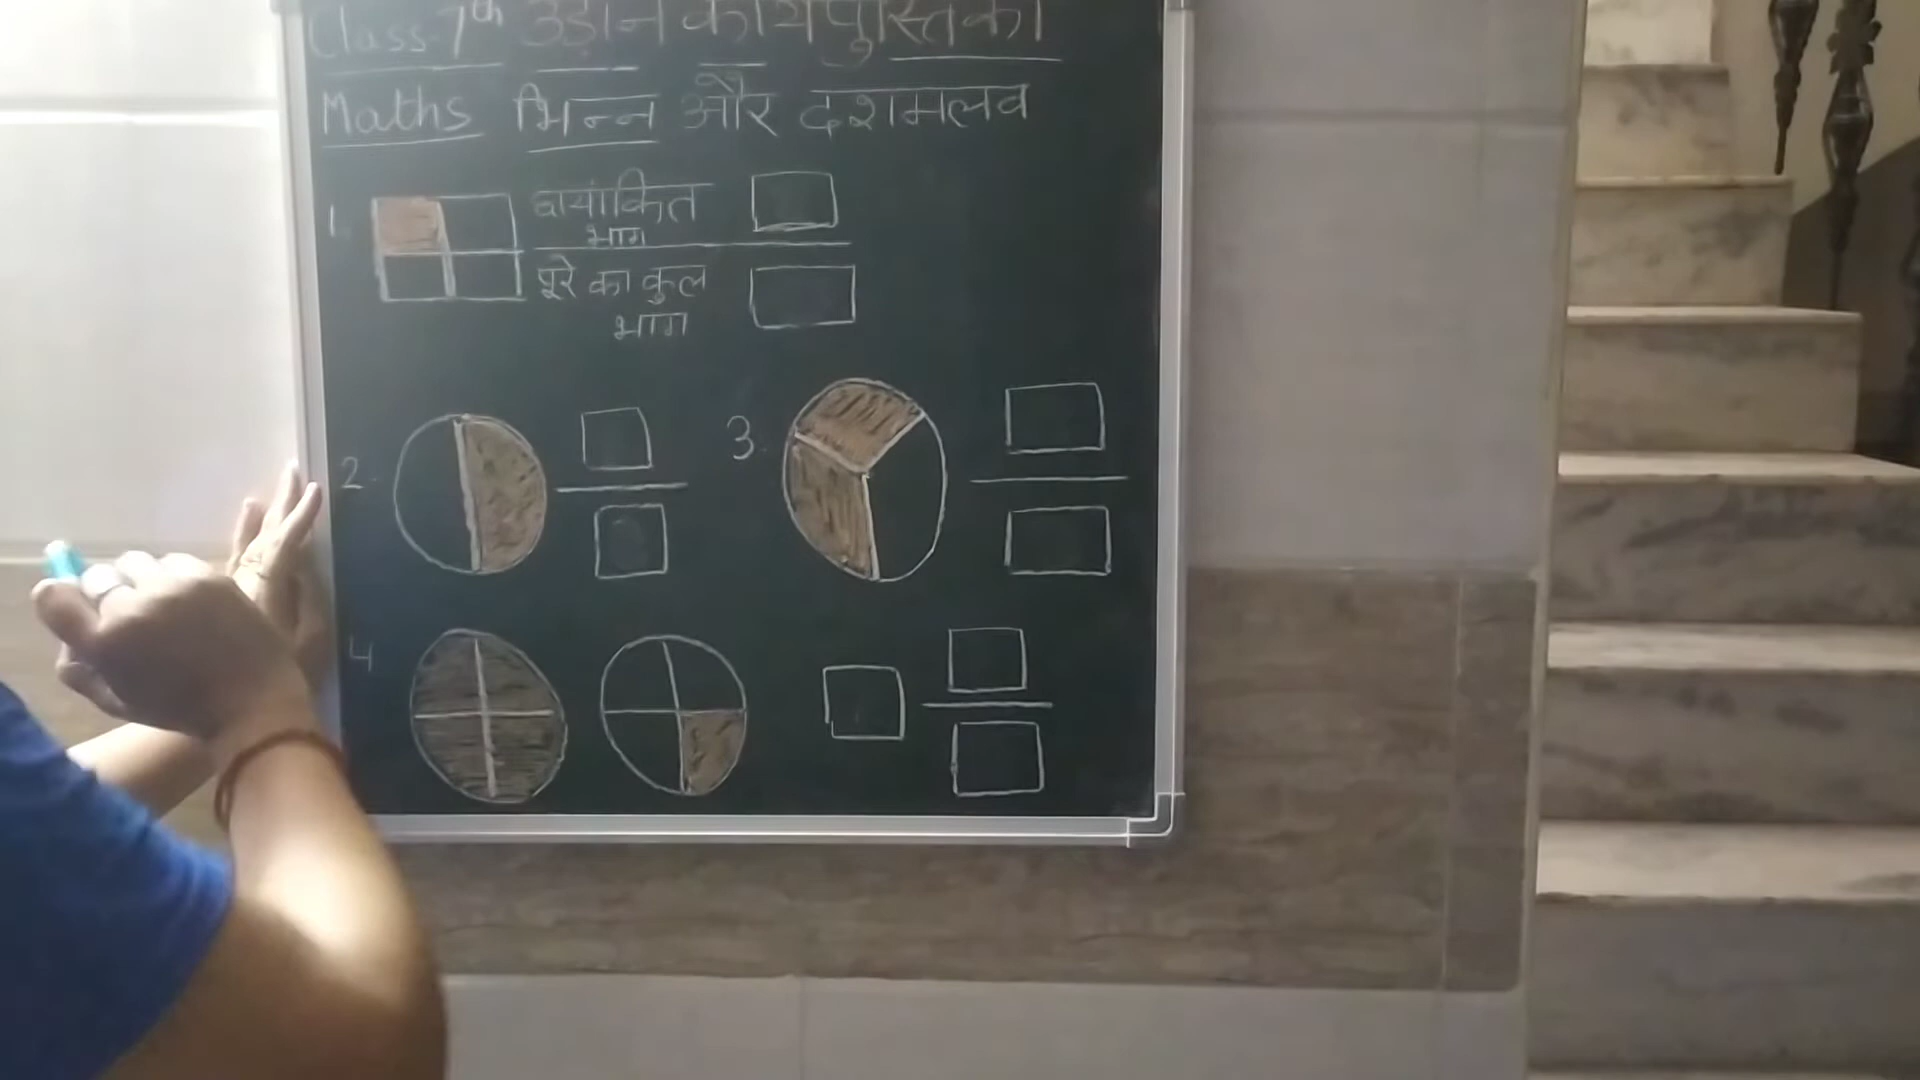 Class-7th उड़ान कार्यपुस्तिका
Maths भिन्न और दशमलव
1. छायांकित
भाग
पूरे का कुल
भाग
2. 3.
4